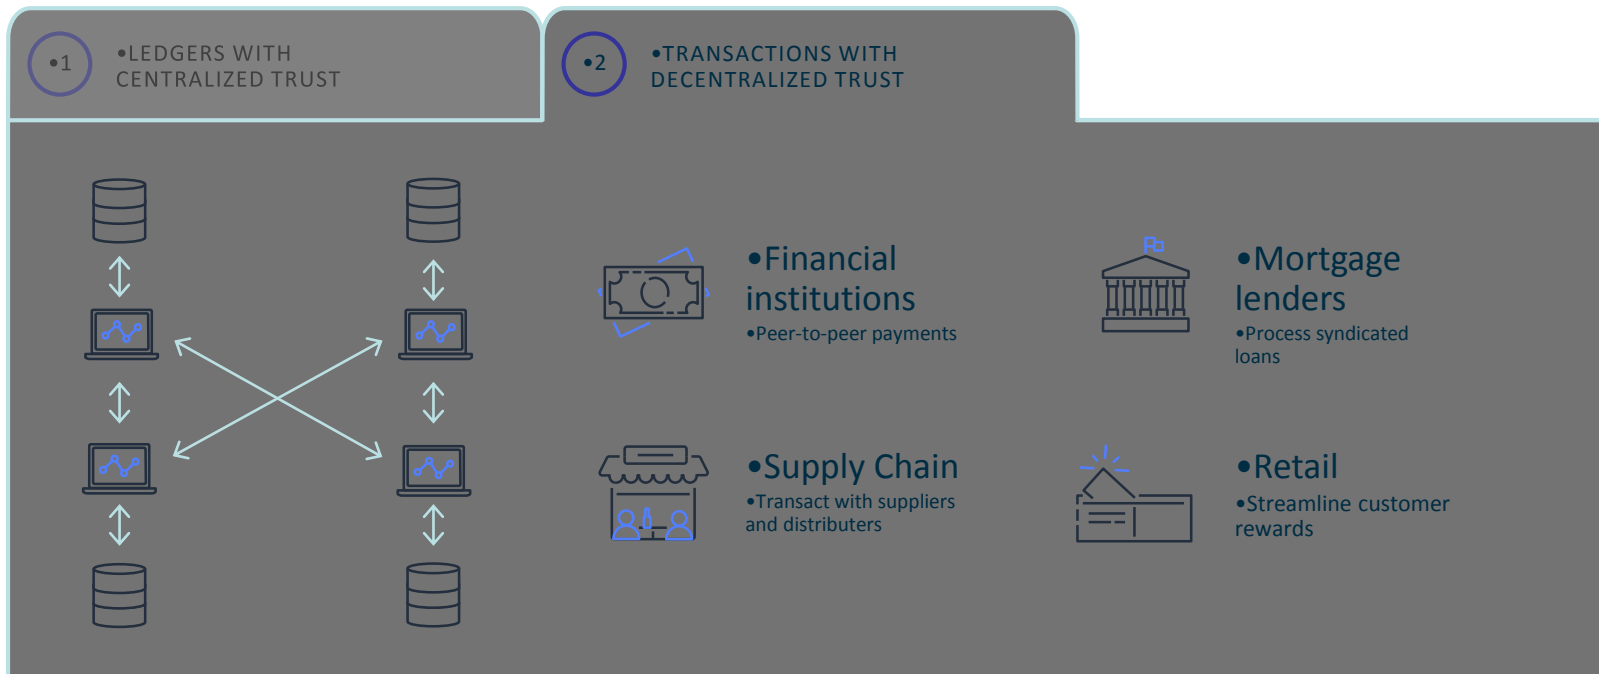 •1
•LEDGERS WITH
CENTRALIZED TRUST
•2
•TRANSACTIONS WITH
DECENTRALIZED TRUST
•Financial
institutions
•Peer-to-peer payments
•Mortgage
lenders
•Process syndicated
loans
•Supply Chain
•Transact with suppliers
and distributers
•Retail
•Streamline customer
rewards